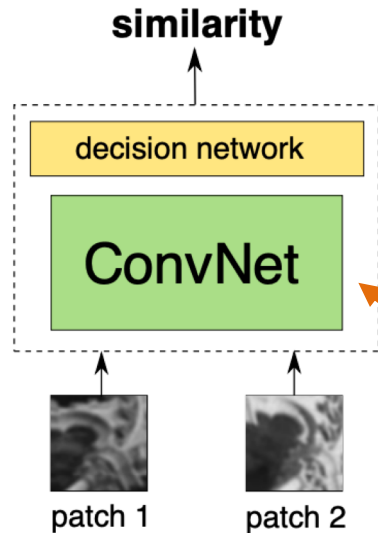 similarity
decision network
ConvNet
patch 1
patch 2